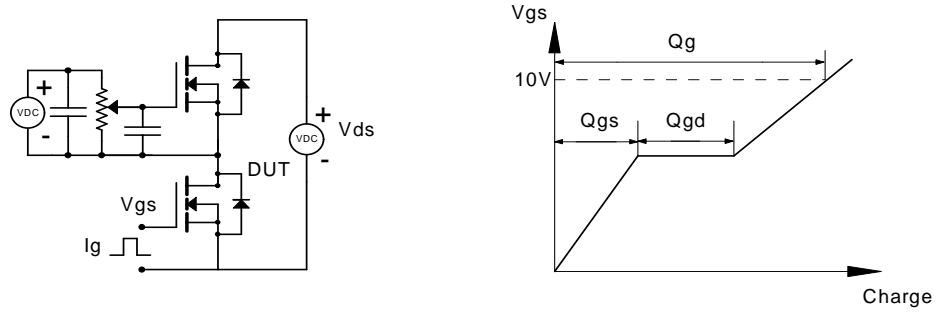 +
VDC
-
+
VDC
-
Vds
DUT
Vgs
Ig
Vgs
Qg
10V
Qgs
Qgd
Charge